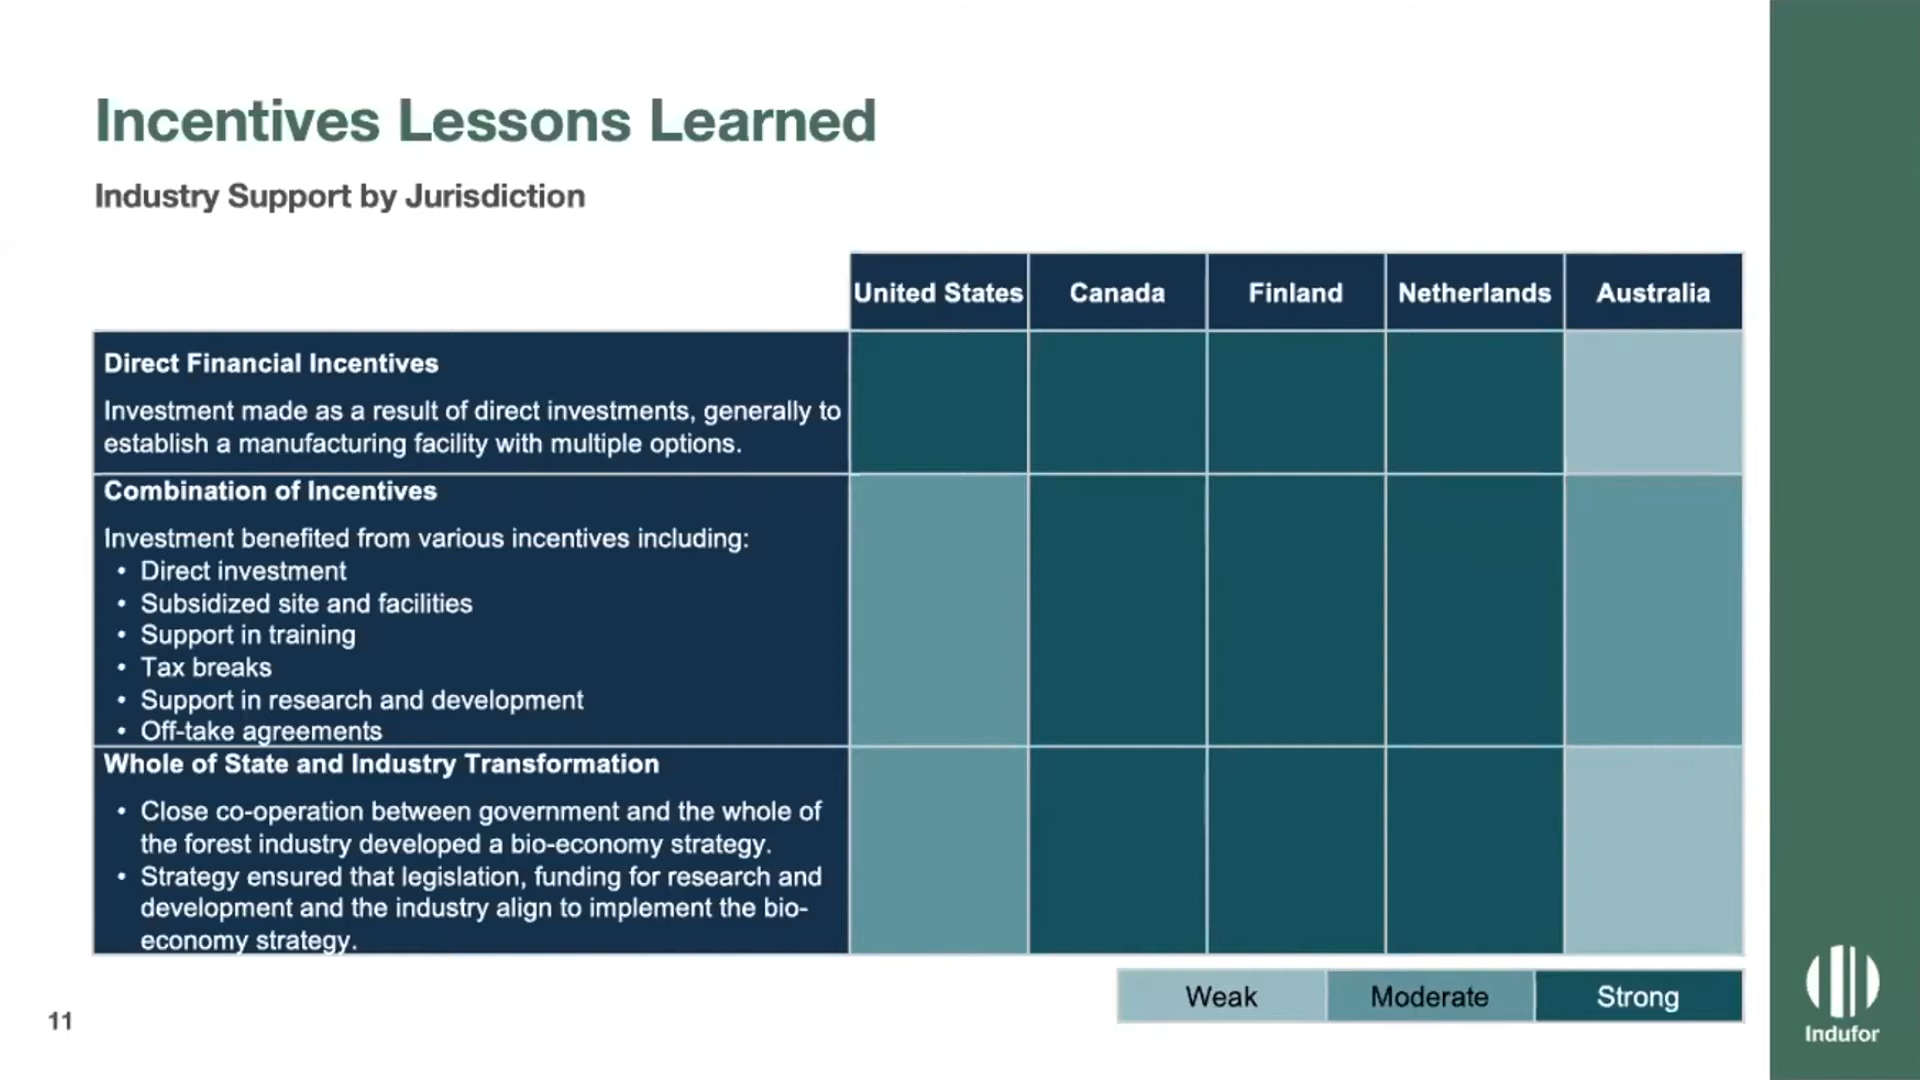 Incentives Lessons Learned
Industry Support by Jurisdiction
United States Canada Finland Netherlands Australia
Direct Financial Incentives
Investment made as a result of direct investments, generally to
establish a manufacturing facility with multiple options.
Combination of Incentives
Investment benefited from various incentives including:
• Direct investment
• Subsidized site and facilities
• Support in training
• Tax breaks
• Support in research and development
• Off-take agreements
Whole of State and Industry Transformation
• Close co-operation between government and the whole of
the forest industry developed a bio-economy strategy.
• Strategy ensured that legislation, funding for research and
development and the industry align to implement the bio-
economy strategy.
Weak Moderate Strong
11
Indufor